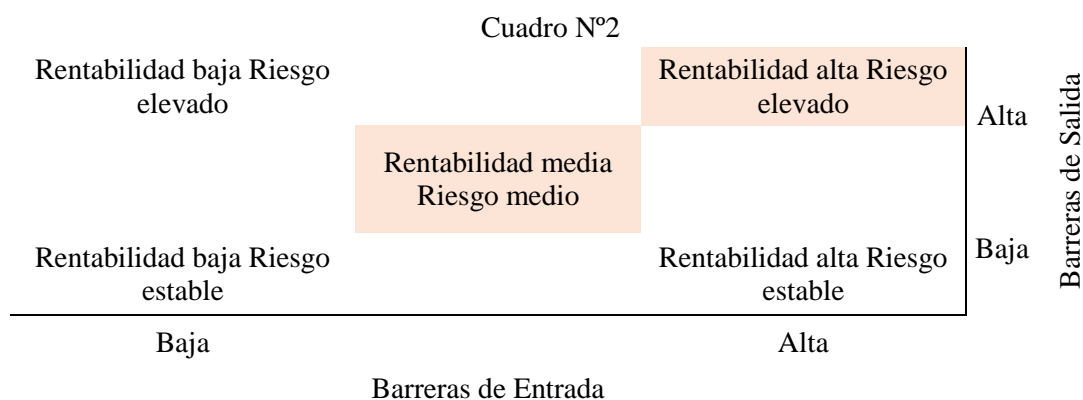 Cuadro Nº2
Rentabilidad baja Riesgo
elevado
Rentabilidad alta Riesgo
elevado
Alta
Rentabilidad media
Riesgo medio
Rentabilidad baja Riesgo
estable
Rentabilidad alta Riesgo
estable
Baja
Barreras de Salida
Baja
Alta
Barreras de Entrada